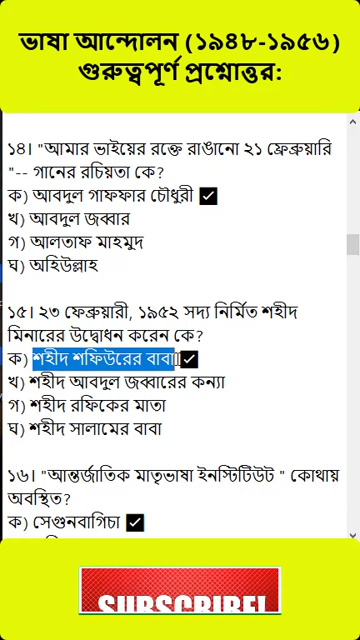 ভাষা আন্দোলন (১৯৪৮-১৯৫৬)
গুরুত্বপূর্ণ প্রশ্নোত্তর:
১৪। "আমার ভাইয়ের রক্তে রাঙানো ২১ ফ্রেব্রুয়ারি
"-- গানের রচিয়তা কে?
ক) আবদুল গাফফার চৌধুরী ✅
খ) আবদুল জব্বার
গ) আলতাফ মাহমুদ
ঘ) অহিউল্লাহ
১৫। ২৩ ফেব্রুয়ারী, ১৯৫২ সদ্য নির্মিত শহীদ
মিনারের উদ্বোধন করেন কে?
ক) শহীদ শফিউরের বাবা ✅
খ) শহীদ আবদুল জব্বারের কন্যা
গ) শহীদ রফিকের মাতা
ঘ) শহীদ সালামের বাবা
১৬। "আন্তর্জাতিক মাতৃভাষা ইনস্টিটিউট " কোথায়
অবস্থিত?
ক) সেগুনবাগিচা ✅
SUBSCRIBE!